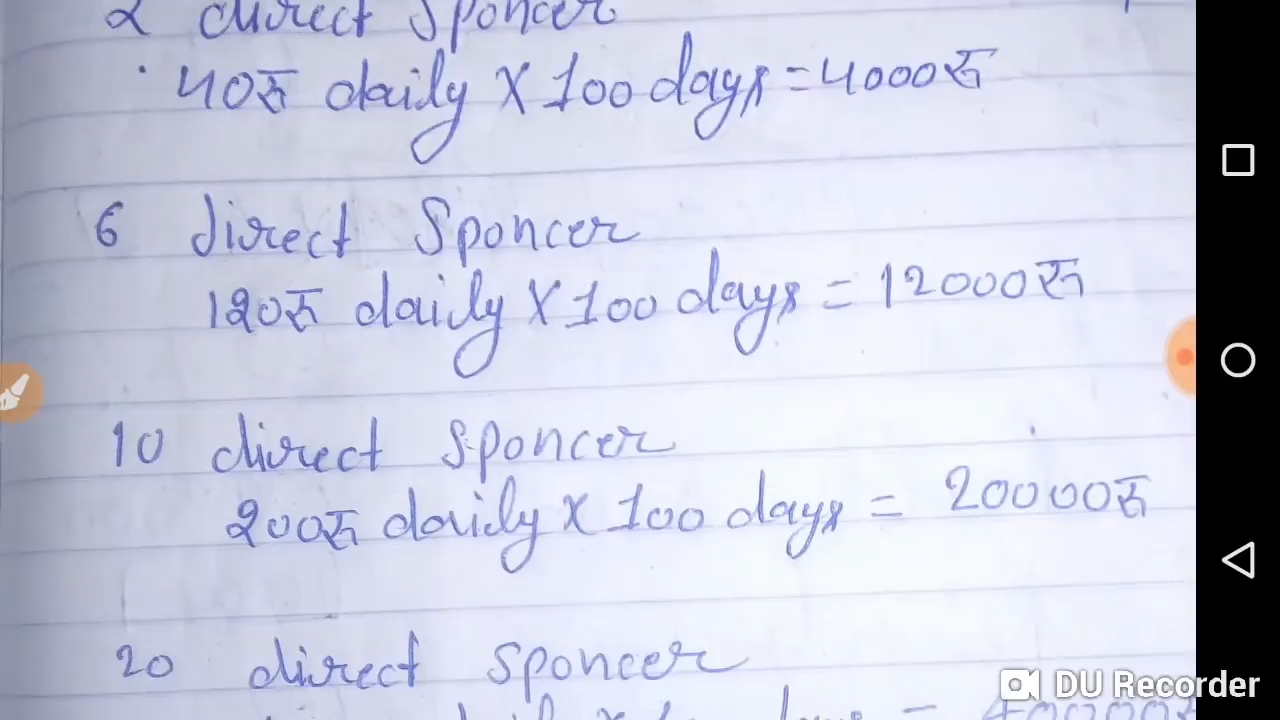 2 direct Sponcer
40रु daily X 100 days = 4000रु
6 direct Sponcer
120रु daily X 100 days = 12000रु
10 direct Sponcer
200रु daily X 100 days = 20000रु
20 direct Sponcer
DU Recorder